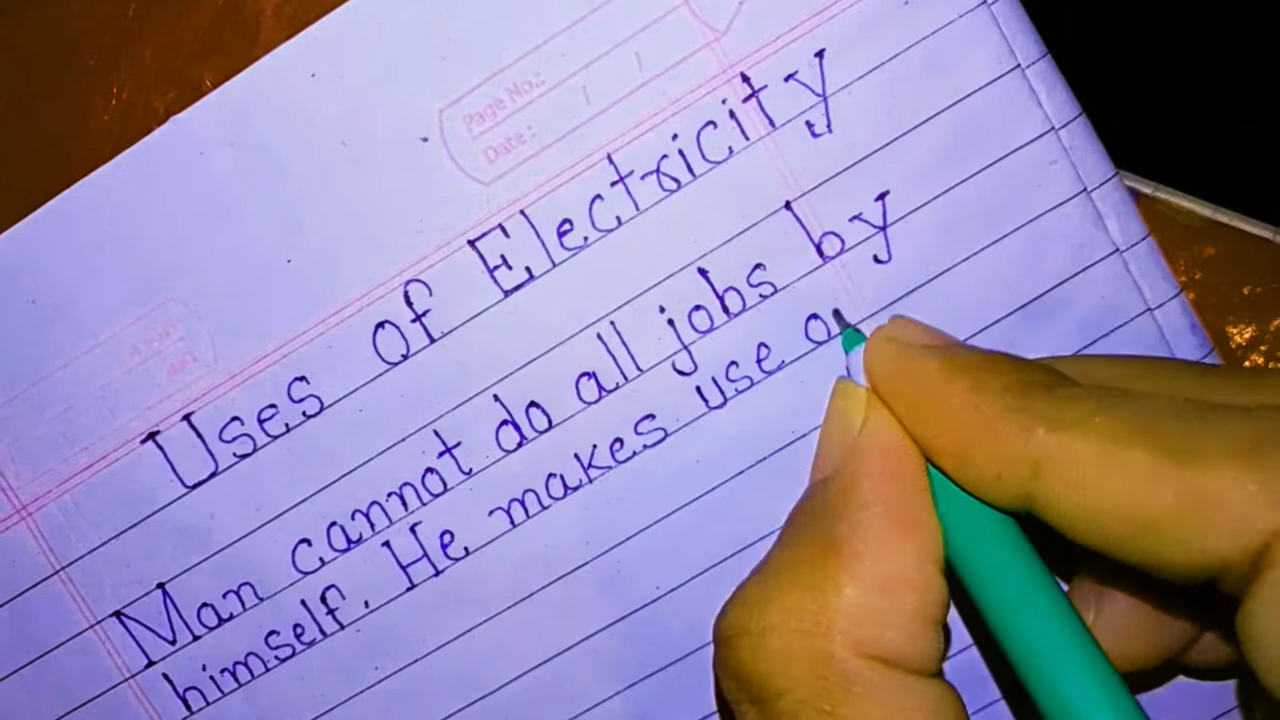 Page No.:
Date:
Uses of Electricity
Man cannot do all jobs by
himself. He makes use o